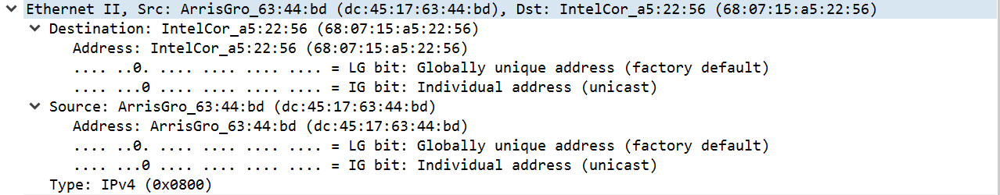 Ethernet II, Src: ArrisGro_63:44:bd (dc:45:17:63:44:bd), Dst: IntelCor_a5:22:56 (68:07:15:a5:22:56)
Destination: IntelCor_a5:22:56 (68:07:15:a5:22:56)
Address: IntelCor_a5:22:56 (68:07:15:a5:22:56)
.... ..0. .... .... .... .... = LG bit: Globally unique address (factory default)
.... ...0 .... .... .... .... = IG bit: Individual address (unicast)
Source: ArrisGro_63:44:bd (dc:45:17:63:44:bd)
Address: ArrisGro_63:44:bd (dc:45:17:63:44:bd)
.... ..0. .... .... .... .... = LG bit: Globally unique address (factory default)
.... ...0 .... .... .... .... = IG bit: Individual address (unicast)
Type: IPv4 (0x0800)